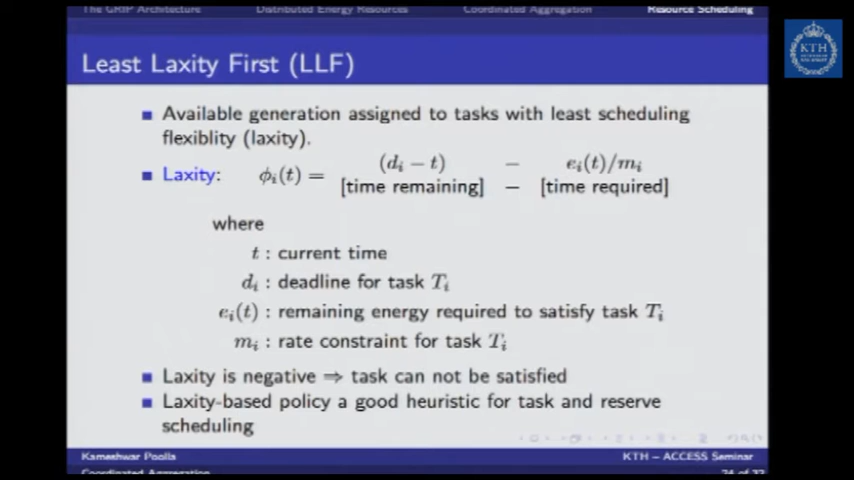 The GRIP Architecture Distributed Energy Resources Coordinated Aggregation Resource Scheduling
KTH
Least Laxity First (LLF)
Available generation assigned to tasks with least scheduling
flexiblity (laxity).
Laxity: φᵢ(t) = (dᵢ − t) − eᵢ(t)/mᵢ
[time remaining] − [time required]
where
t : current time
dᵢ : deadline for task Tᵢ
eᵢ(t) : remaining energy required to satisfy task Tᵢ
mᵢ : rate constraint for task Tᵢ
Laxity is negative ⇒ task can not be satisfied
Laxity-based policy a good heuristic for task and reserve
scheduling
Kameshwar Poolla KTH – ACCESS Seminar
Coordinated Aggregation 24 of 32